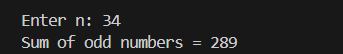 Enter n: 34
Sum of odd numbers = 289